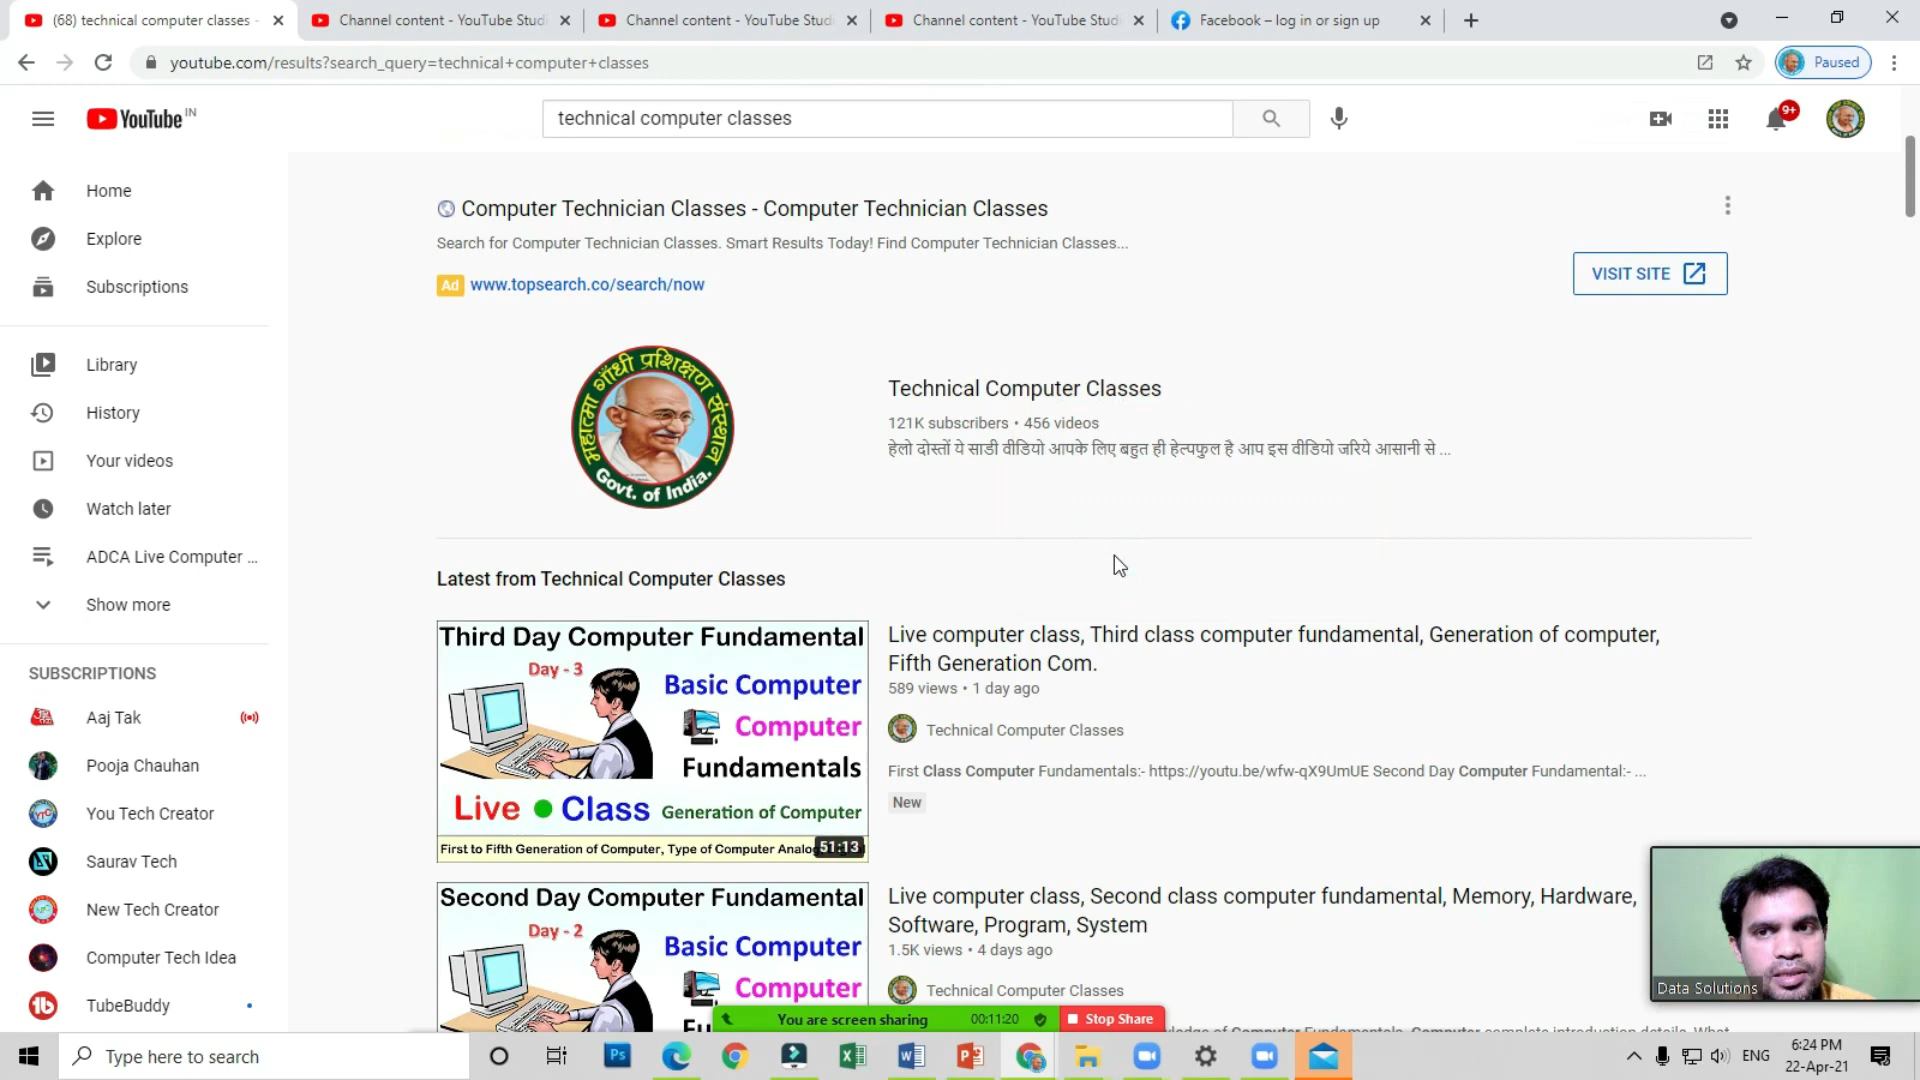 (68) technical computer classes -
Channel content - YouTube Studi
Channel content - YouTube Studi
Channel content - YouTube Studi
Facebook – log in or sign up
youtube.com/results?search_query=technical+computer+classes
Paused
YouTube IN
technical computer classes
9+
Home
Explore
Subscriptions
Library
History
Your videos
Watch later
ADCA Live Computer ...
Show more
SUBSCRIPTIONS
Aaj Tak
Pooja Chauhan
You Tech Creator
Saurav Tech
New Tech Creator
Computer Tech Idea
TubeBuddy
Computer Technician Classes - Computer Technician Classes
Search for Computer Technician Classes. Smart Results Today! Find Computer Technician Classes...
Ad www.topsearch.co/search/now
VISIT SITE
महात्मा गाँधी प्रशिक्षण संस्थान
Govt. of India.
Technical Computer Classes
121K subscribers • 456 videos
हेलो दोस्तों ये साडी वीडियो आपके लिए बहुत ही हेल्पफुल है आप इस वीडियो जरिये आसानी से ...
Latest from Technical Computer Classes
Third Day Computer Fundamental
Day - 3
Basic Computer
Computer
Fundamentals
Live Class Generation of Computer
First to Fifth Generation of Computer, Type of Computer Analog
51:13
Live computer class, Third class computer fundamental, Generation of computer,
Fifth Generation Com.
589 views • 1 day ago
Technical Computer Classes
First Class Computer Fundamentals:- https://youtu.be/wfw-qX9UmUE Second Day Computer Fundamental:- ...
New
Second Day Computer Fundamental
Day - 2
Basic Computer
Computer
Live computer class, Second class computer fundamental, Memory, Hardware,
Software, Program, System
1.5K views • 4 days ago
Technical Computer Classes
Data Solutions
You are screen sharing 00:11:20 Stop Share
Type here to search
Ps
ENG
6:24 PM
22-Apr-21